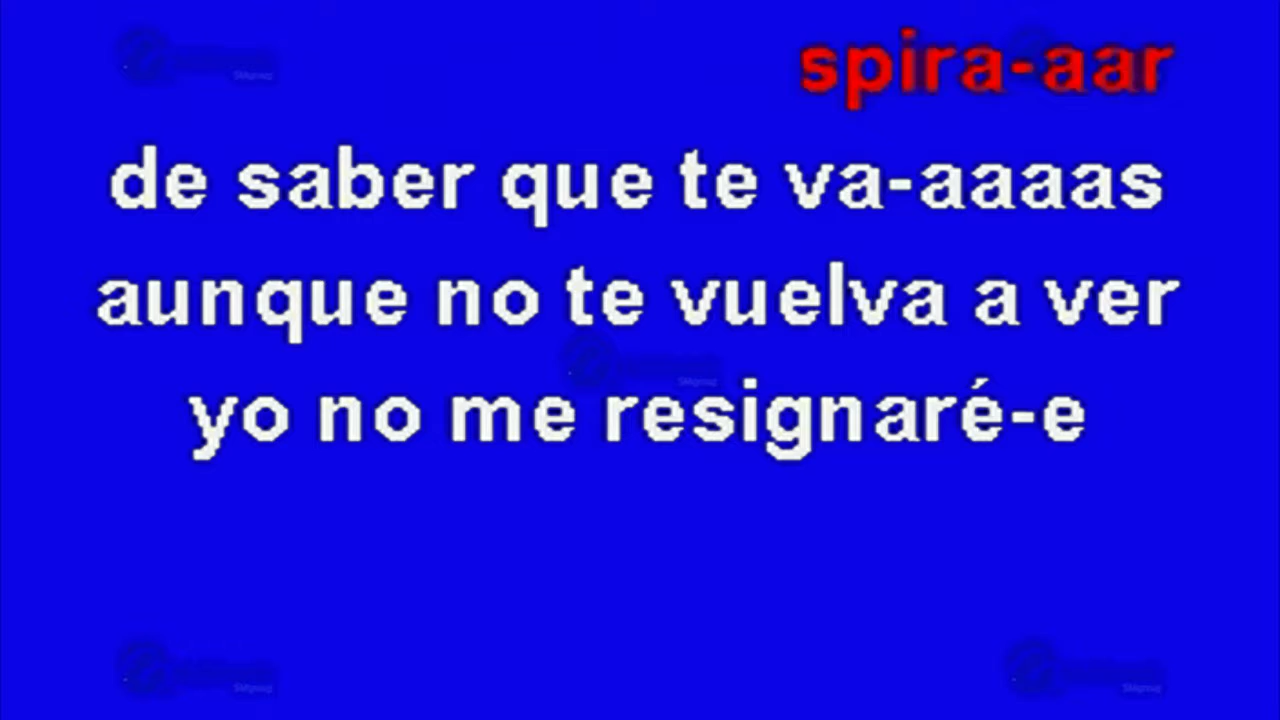 spira-aar
de saber que te va-aaaas
aunque no te vuelva a ver
yo no me resignaré-e